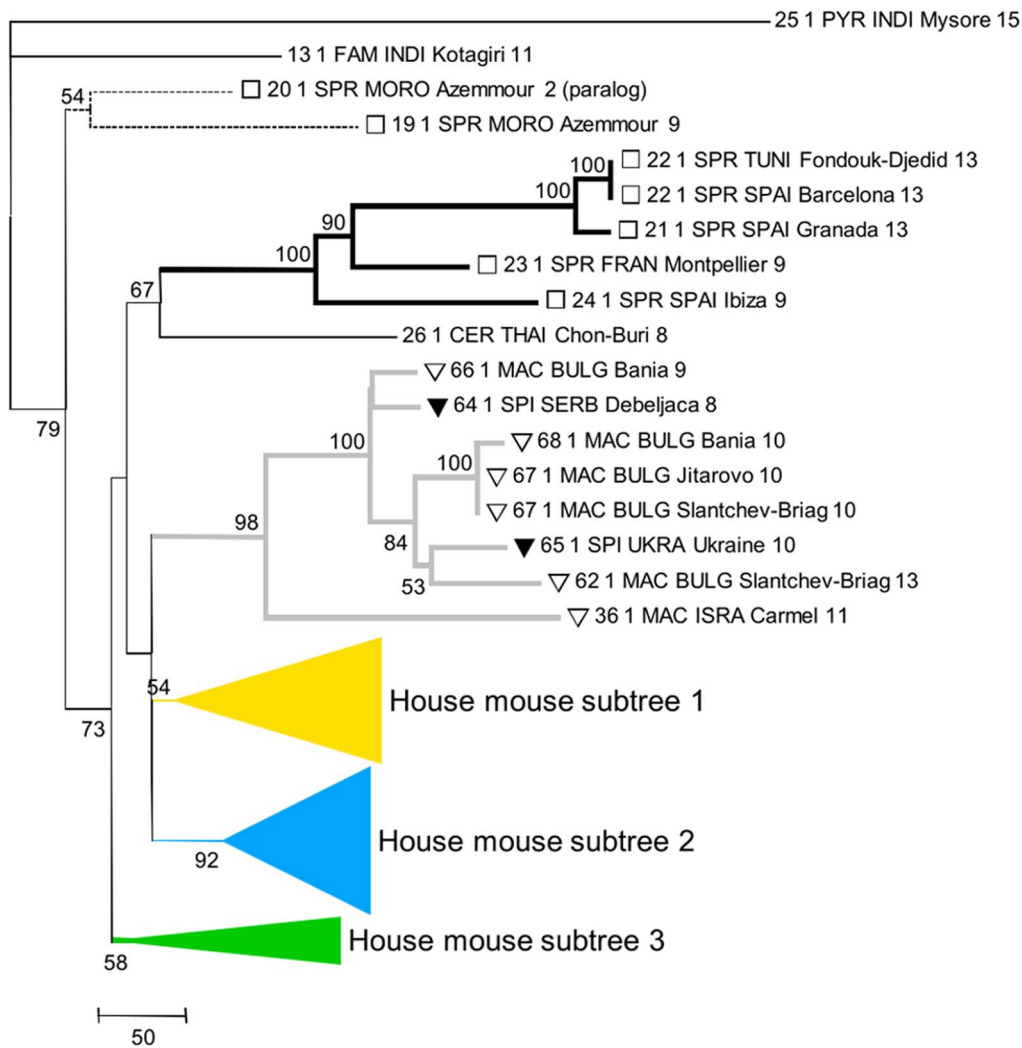 25 1 PYR INDI Mysore 15
13 1 FAM INDI Kotagiri 11
54
20 1 SPR MORO Azemmour 2 (paralog)
19 1 SPR MORO Azemmour 9
100
22 1 SPR TUNI Fondouk-Djedid 13
100
22 1 SPR SPAI Barcelona 13
90
21 1 SPR SPAI Granada 13
100
23 1 SPR FRAN Montpellier 9
67
24 1 SPR SPAI Ibiza 9
26 1 CER THAI Chon-Buri 8
66 1 MAC BULG Bania 9
79
64 1 SPI SERB Debeljaca 8
100
68 1 MAC BULG Bania 10
100
67 1 MAC BULG Jitarovo 10
67 1 MAC BULG Slantchev-Briag 10
98
84
65 1 SPI UKRA Ukraine 10
53
62 1 MAC BULG Slantchev-Briag 13
36 1 MAC ISRA Carmel 11
54
House mouse subtree 1
73
House mouse subtree 2
92
House mouse subtree 3
58
50